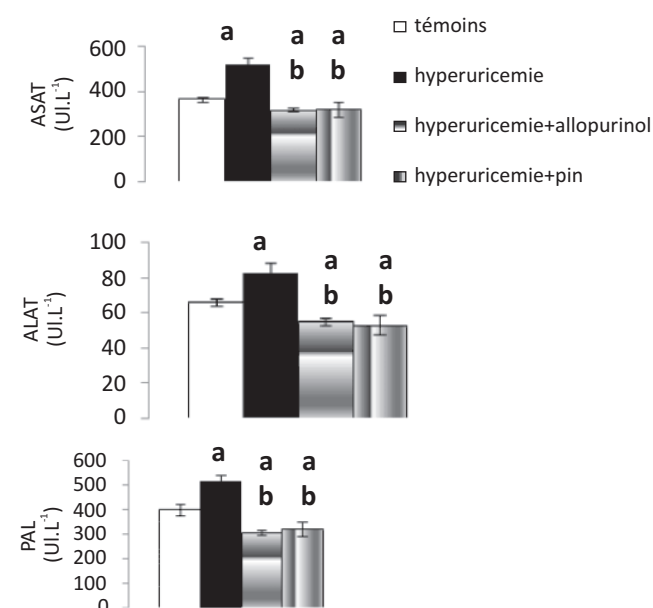 témoins
hyperuricemie
hyperuricemie+allopurinol
hyperuricemie+pin
ASAT
(UI.L-1)
600
400
200
0
a
a
b
a
b
ALAT
(UI.L-1)
100
80
60
40
20
0
a
a
b
a
b
PAL
(UI.L-1)
600
500
400
300
200
100
0
a
a
b
a
b